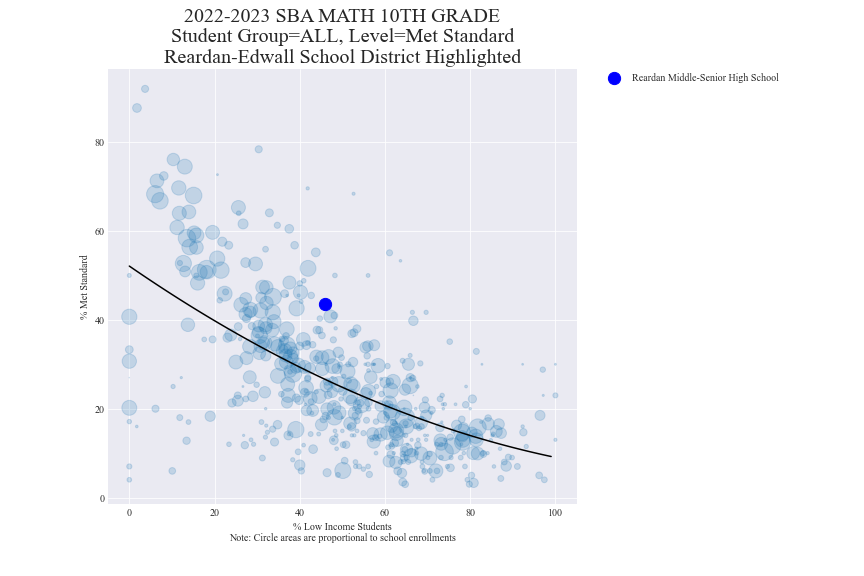 2022-2023 SBA MATH 10TH GRADE
Student Group=ALL, Level=Met Standard
Reardan-Edwall School District Highlighted
Reardan Middle-Senior High School
80
60
40
20
0
% Met Standard
0 20 40 60 80 100
% Low Income Students
Note: Circle areas are proportional to school enrollments